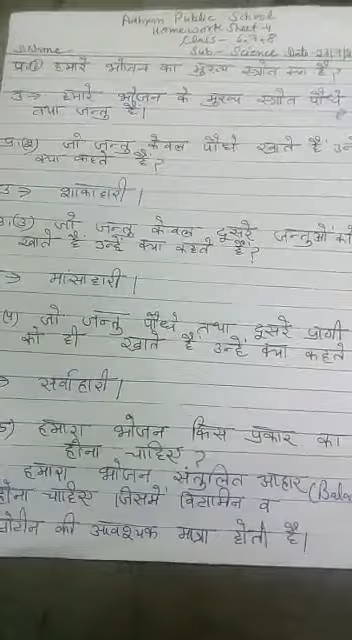 Public School
Homework Sheet-4
Class - 6, 7, 8
Sub - Science Date - 23
प्र.① हमारे भोजन का मुख्य स्त्रोत क्या है?
उ → हमारे भोजन के मुख्य स्त्रोत पौधे
तथा जन्तु है।
(2) जो जन्तु केवल पौधे खाते हैं उन्हें
क्या कहते हैं?
उ → शाकाहारी।
(3) जो जन्तु केवल दूसरे जन्तुओं को
खाते हैं उन्हें क्या कहते हैं?
→ मांसाहारी।
(4) जो जन्तु पौधे तथा दूसरे प्राणी
को ही खाते हैं उन्हें क्या कहते
→ सर्वाहारी।
5) हमारा भोजन किस प्रकार का
होना चाहिए?
हमारा भोजन संतुलित आहार (Bala
होना चाहिए जिसमें विटामिन व
प्रोटीन की आवश्यक मात्रा होती है।